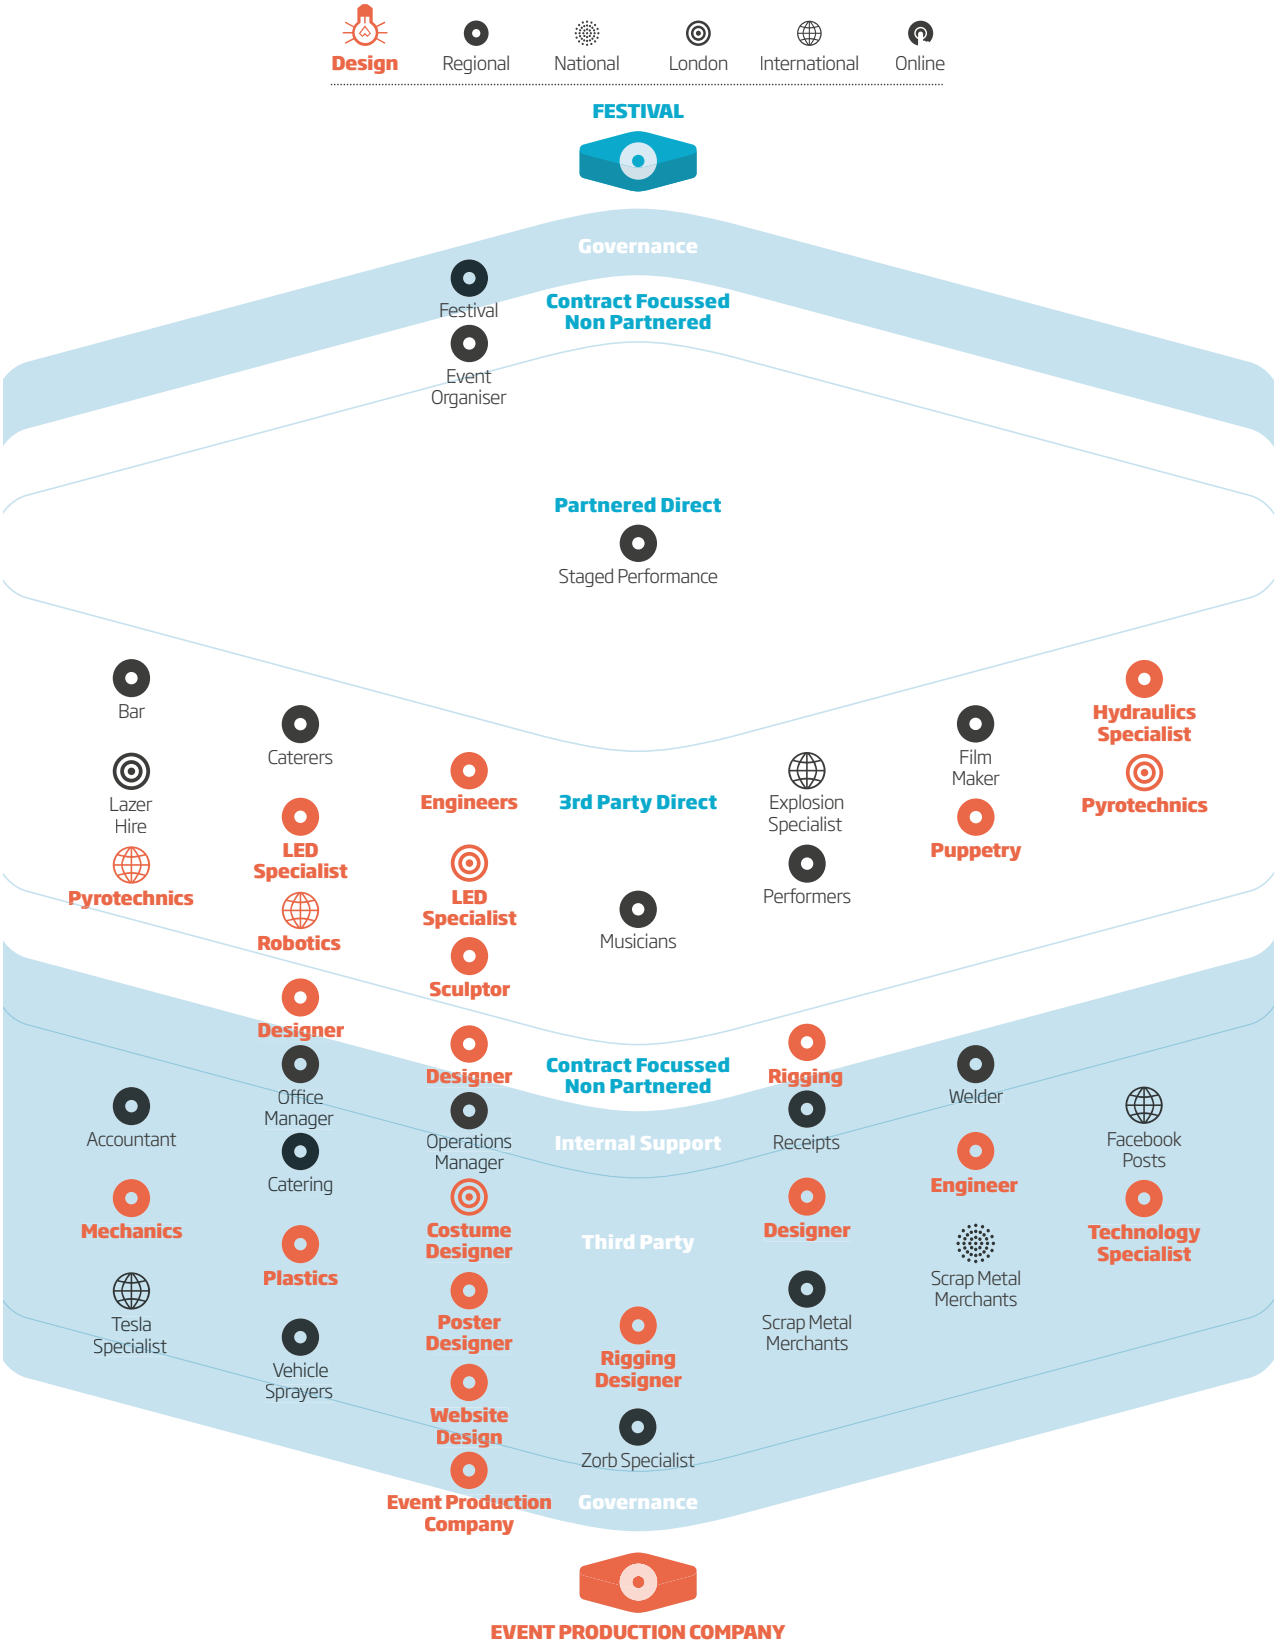 Design
Regional
National
London
International
Online
FESTIVAL
Governance
Festival
Contract Focussed
Non Partnered
Event
Organiser
Partnered Direct
Staged Performance
Bar
Caterers
Film
Maker
Hydraulics
Specialist
Lazer
Hire
Engineers
3rd Party Direct
Explosion
Specialist
Pyrotechnics
LED
Specialist
Puppetry
Pyrotechnics
LED
Specialist
Performers
Robotics
Musicians
Sculptor
Designer
Designer
Contract Focussed
Non Partnered
Rigging
Office
Manager
Welder
Accountant
Operations
Manager
Internal Support
Receipts
Facebook
Posts
Catering
Engineer
Mechanics
Costume
Designer
Third Party
Designer
Technology
Specialist
Plastics
Scrap Metal
Merchants
Tesla
Specialist
Poster
Designer
Scrap Metal
Merchants
Vehicle
Sprayers
Rigging
Designer
Website
Design
Zorb Specialist
Event Production
Company
Governance
EVENT PRODUCTION COMPANY